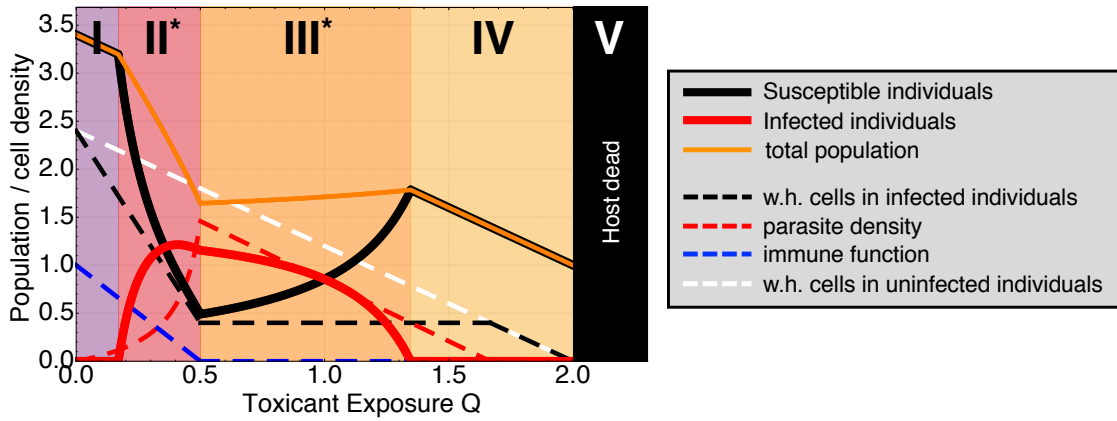 I II* III* IV V
3.5
3.0
2.5
2.0
1.5
1.0
0.5
0.0
Population / cell density
0.0 0.5 1.0 1.5 2.0
Toxicant Exposure Q
Host dead
Susceptible individuals
Infected individuals
total population
w.h. cells in infected individuals
parasite density
immune function
w.h. cells in uninfected individuals